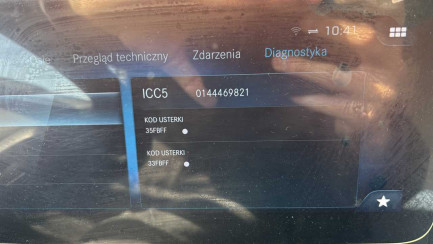 10:41
Przegląd techniczny Zdarzenia Diagnostyka
ICC5 0144469821
KOD USTERKI
35FBFF
KOD USTERKI
33FBFF